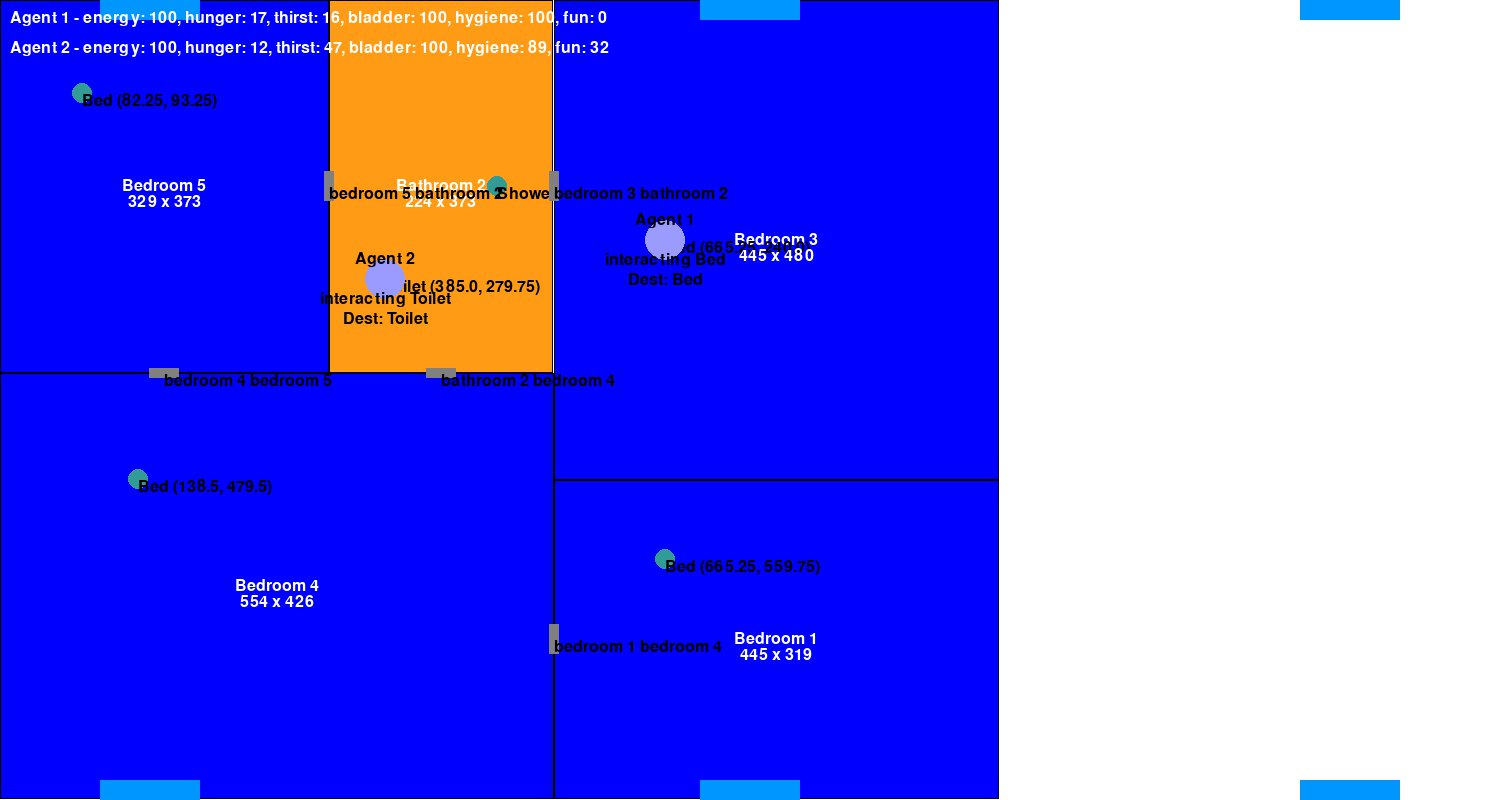 Agent 1 - energy: 100, hunger: 17, thirst: 16, bladder: 100, hygiene: 100, fun: 0
Agent 2 - energy: 100, hunger: 12, thirst: 47, bladder: 100, hygiene: 89, fun: 32
Bed (82.25, 93.25)
Bedroom 5
329 x 373
Bathroom 2
224 x 373
bedroom 5 bathroom 2
Showe
bedroom 3 bathroom 2
Agent 1
Bedroom 3
445 x 480
interacting Bed
Dest: Bed
Agent 2
ilet (385.0, 279.75)
interacting Toilet
Dest: Toilet
bedroom 4 bedroom 5
bathroom 2 bedroom 4
Bed (138.5, 479.5)
Bedroom 4
554 x 426
Bed (665.25, 559.75)
bedroom 1 bedroom 4
Bedroom 1
445 x 319